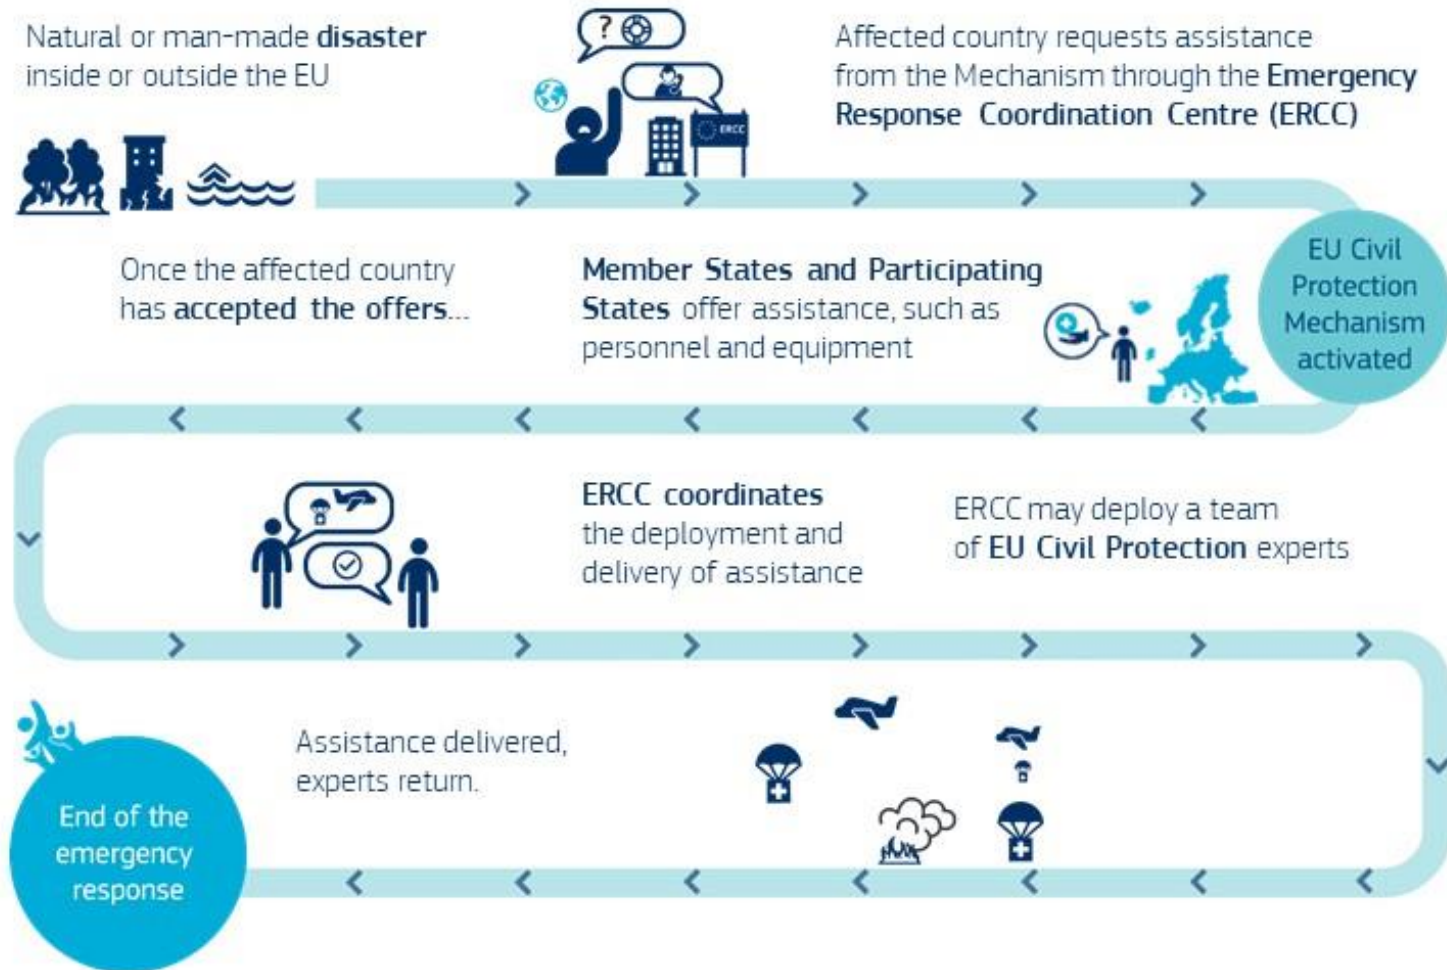 Natural or man-made disaster
inside or outside the EU
?
ERCC
Affected country requests assistance
from the Mechanism through the Emergency
Response Coordination Centre (ERCC)
EU Civil
Protection
Mechanism
activated
Member States and Participating
States offer assistance, such as
personnel and equipment
Once the affected country
has accepted the offers...
ERCC coordinates
the deployment and
delivery of assistance
ERCC may deploy a team
of EU Civil Protection experts
Assistance delivered,
experts return.
End of the
emergency
response